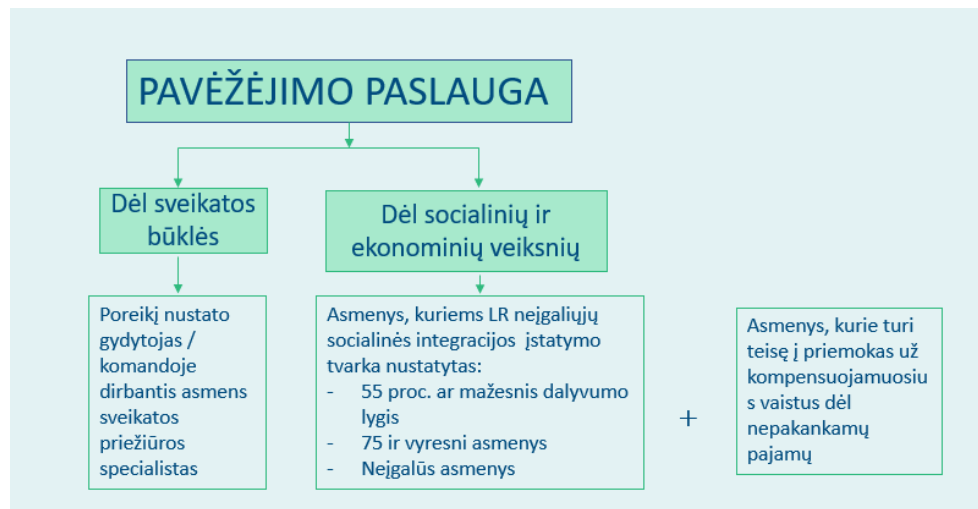 PAVĖŽĖJIMO PASLAUGA
Dėl sveikatos
būklės
Dėl socialinių ir
ekonominių veiksnių
Poreikį nustato
gydytojas /
komandoje
dirbantis asmens
sveikatos
priežiūros
specialistas
Asmenys, kuriems LR neįgaliųjų
socialinės integracijos įstatymo
tvarka nustatytas:
- 55 proc. ar mažesnis dalyvumo
lygis
- 75 ir vyresni asmenys
- Neįgalūs asmenys
+
Asmenys, kurie turi
teisę į priemokas už
kompensuojamuosiu
s vaistus dėl
nepakankamų
pajamų